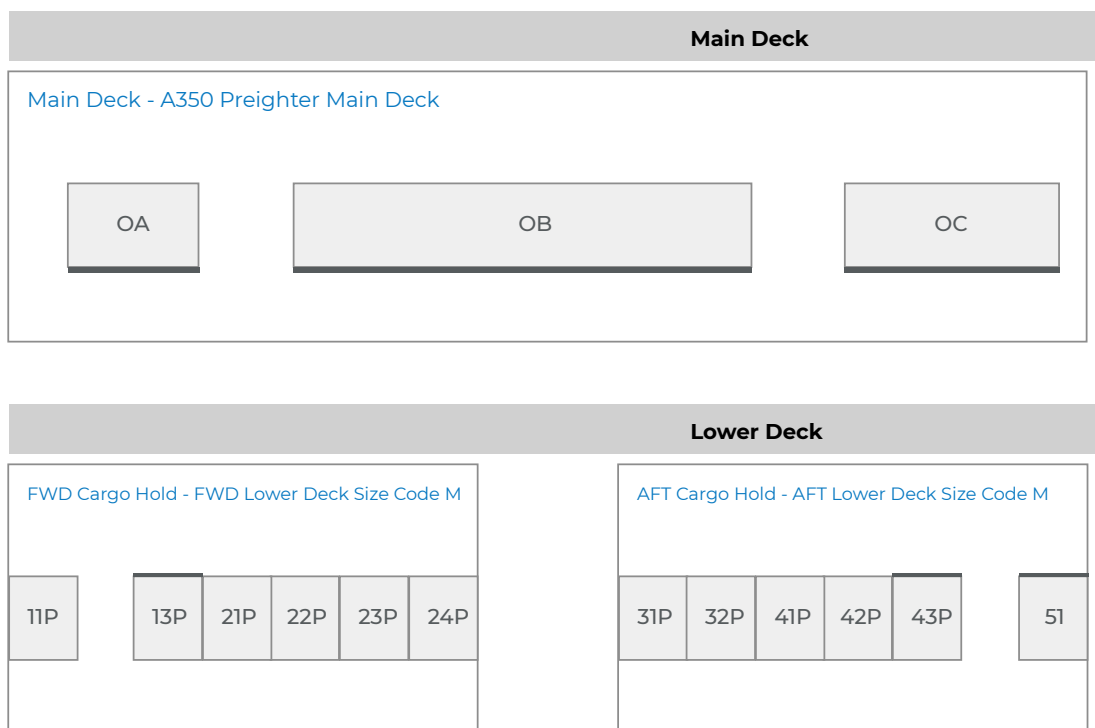 Main Deck
Main Deck - A350 Preighter Main Deck
OA OB OC
Lower Deck
FWD Cargo Hold - FWD Lower Deck Size Code M AFT Cargo Hold - AFT Lower Deck Size Code M
11P 13P 21P 22P 23P 24P 31P 32P 41P 42P 43P 51